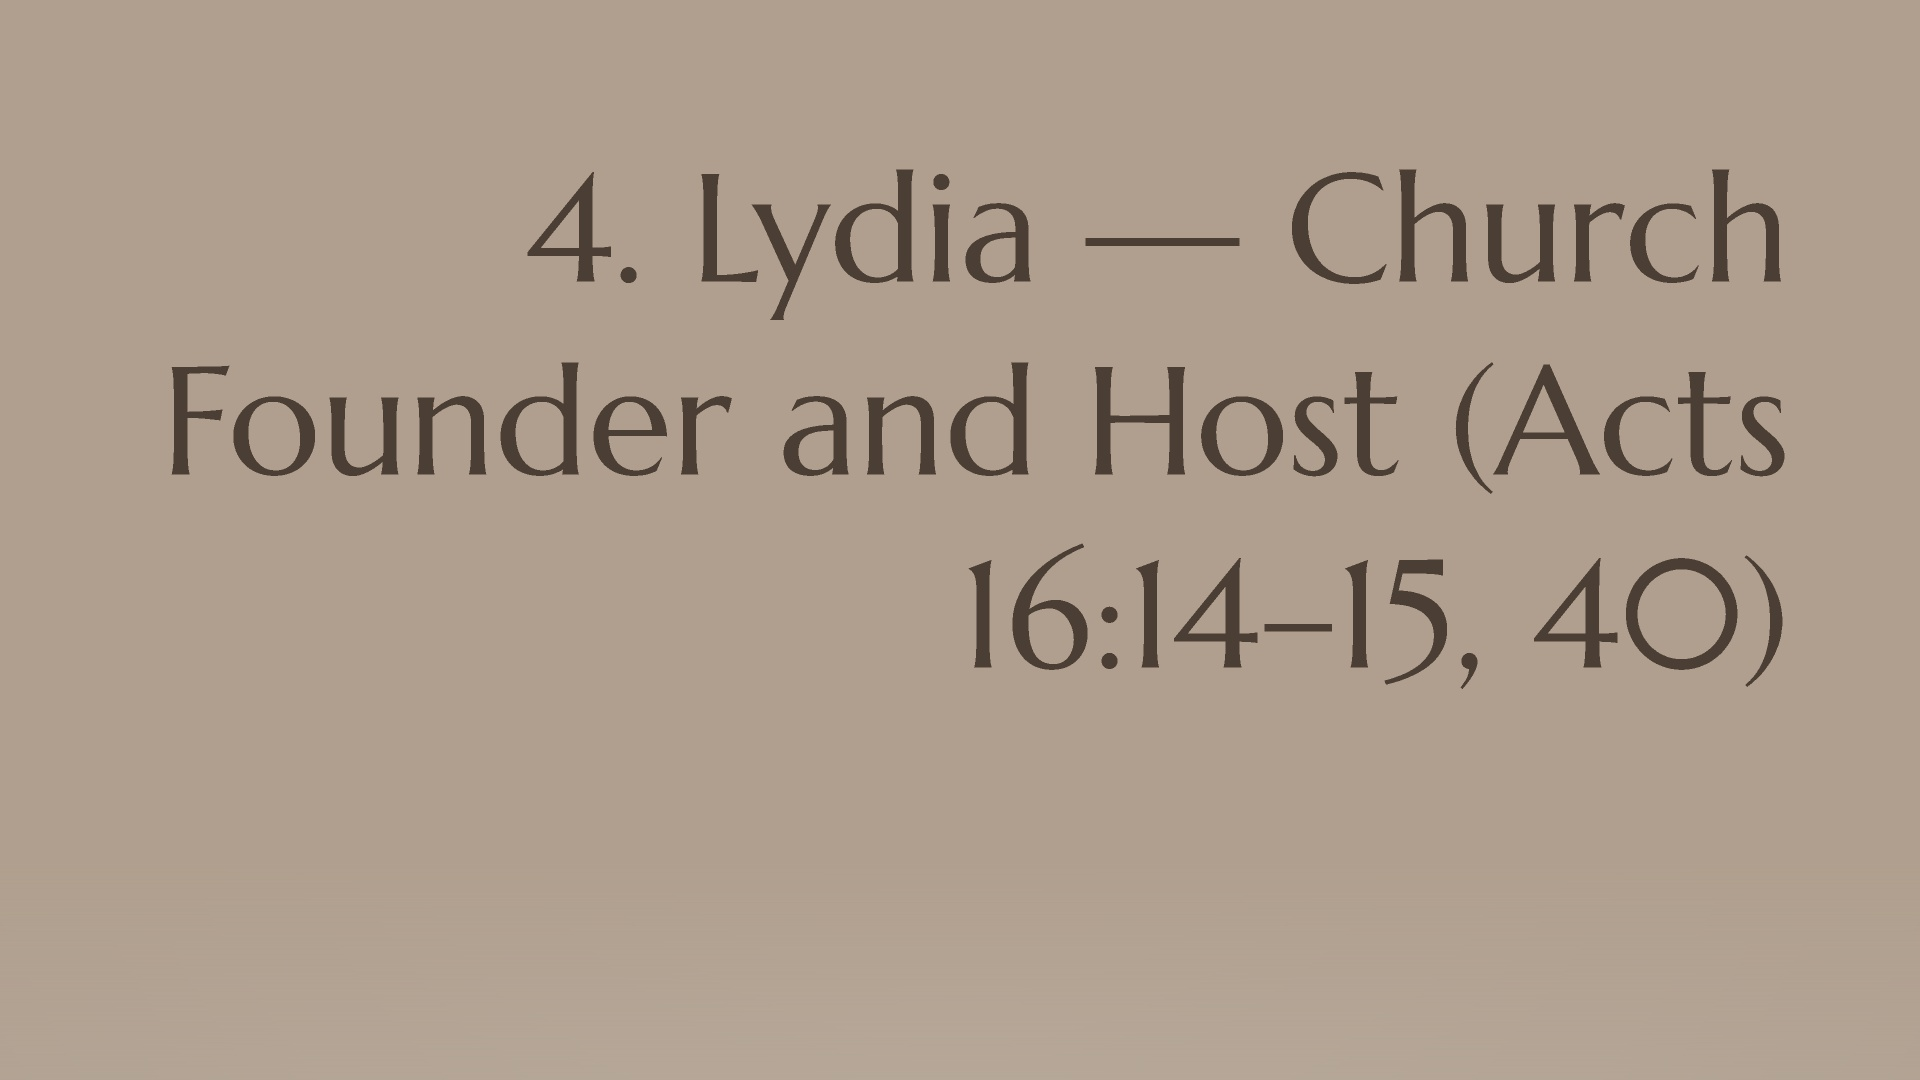 4. Lydia — Church
Founder and Host (Acts
16:14–15, 40)